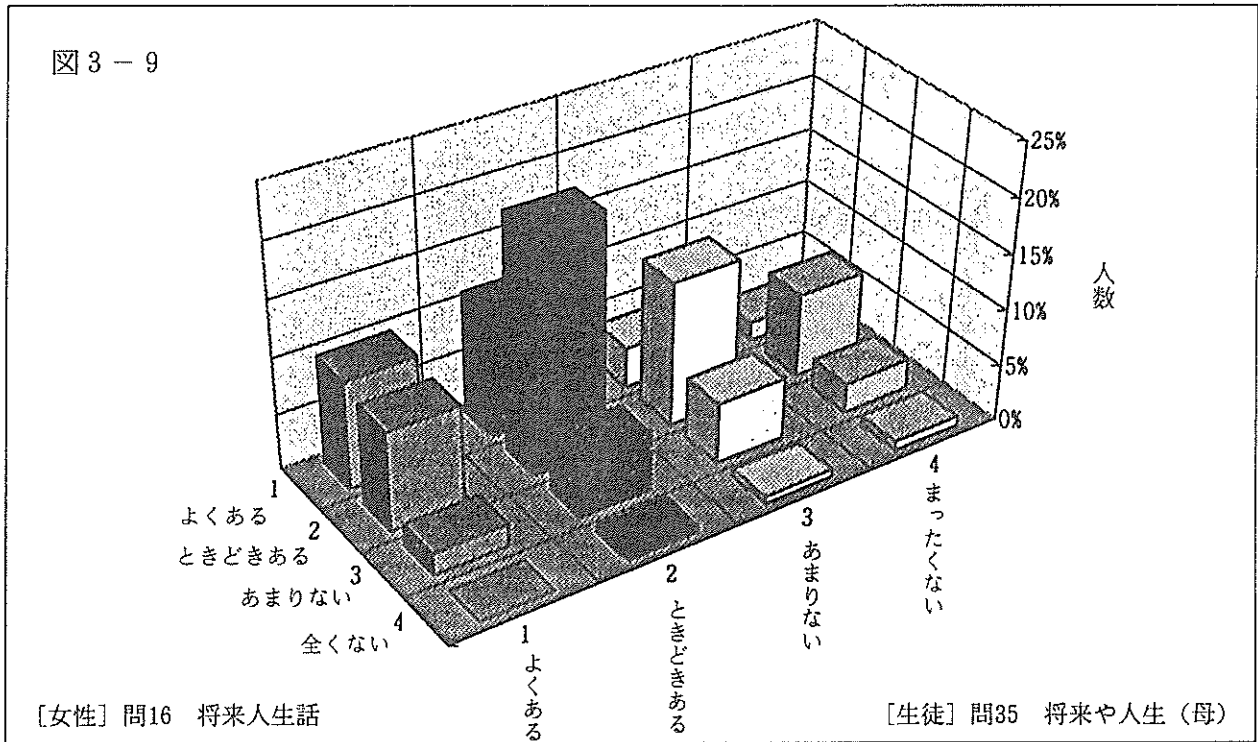 図3-9
25%
20%
15%
10%
5%
0%
人数
1
よくある
2
ときどきある
3
あまりない
4
全くない
1
よくある
2
ときどきある
3
あまりない
4
まったくない
[女性] 問16 将来人生話
[生徒] 問35 将来や人生 (母)